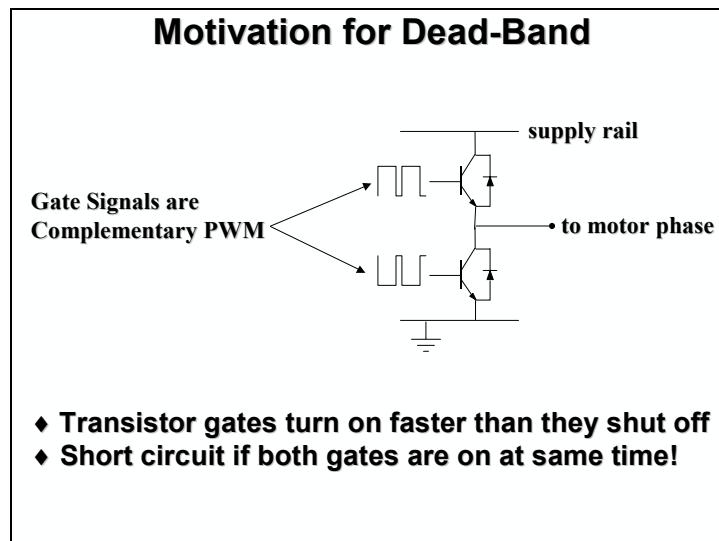 Motivation for Dead-Band
supply rail
Gate Signals are
Complementary PWM
to motor phase
♦ Transistor gates turn on faster than they shut off
♦ Short circuit if both gates are on at same time!